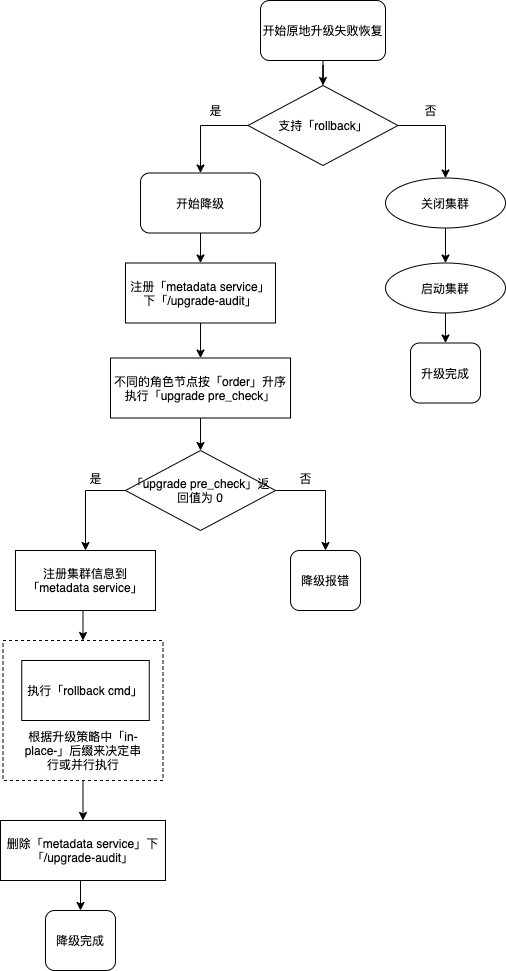 开始原地升级失败恢复
支持「rollback」
是
否
开始降级
关闭集群
注册「metadata service」
下「/upgrade-audit」
启动集群
不同的角色节点按「order」升序
执行「upgrade pre_check」
升级完成
「upgrade pre_check」返
回值为 0
是
否
注册集群信息到
「metadata service」
降级报错
执行「rollback cmd」
根据升级策略中「in-
place-」后缀来决定串
行或并行执行
删除「metadata service」下
「/upgrade-audit」
降级完成